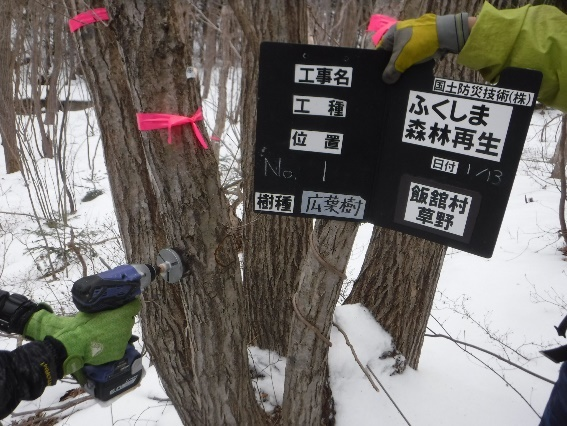 工事名
工種
位置
No. 1
樹種 広葉樹
国土防災技術(株)
ふくしま
森林再生
日付 1/13
飯舘村
草野